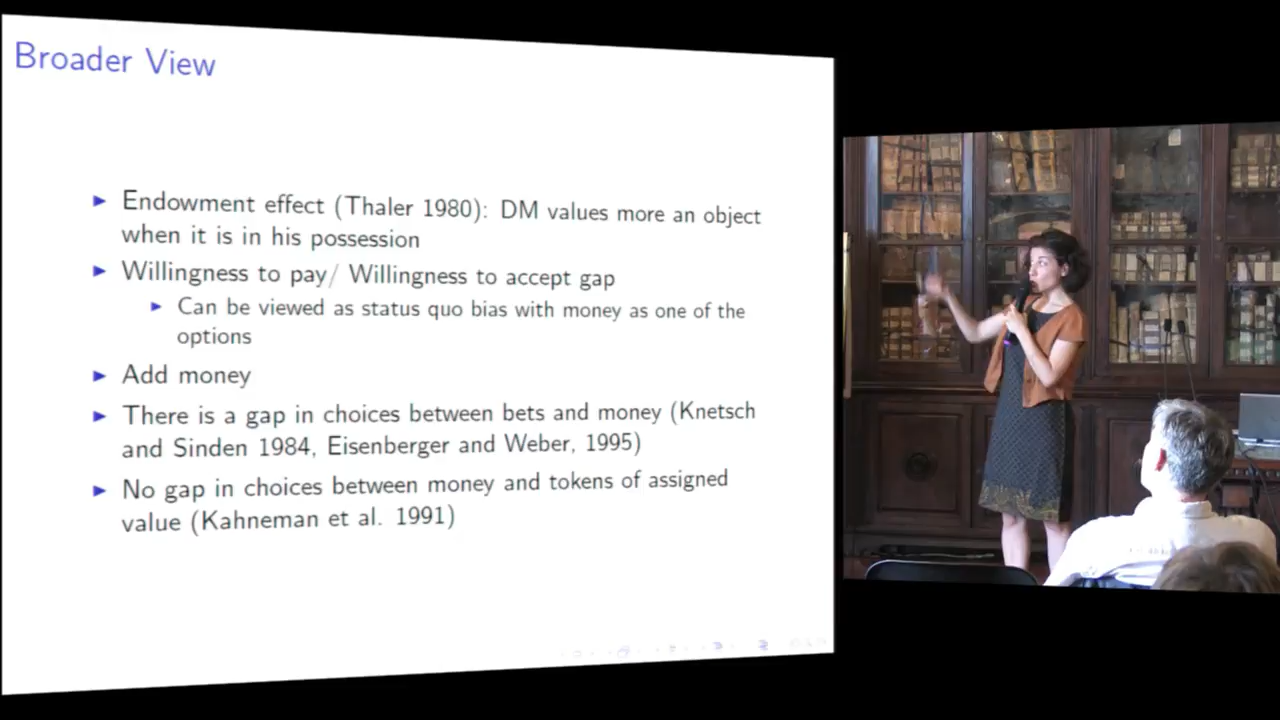 Broader View
► Endowment effect (Thaler 1980): DM values more an object
when it is in his possession
► Willingness to pay/ Willingness to accept gap
► Can be viewed as status quo bias with money as one of the
options
► Add money
► There is a gap in choices between bets and money (Knetsch
and Sinden 1984, Eisenberger and Weber, 1995)
► No gap in choices between money and tokens of assigned
value (Kahneman et al. 1991)